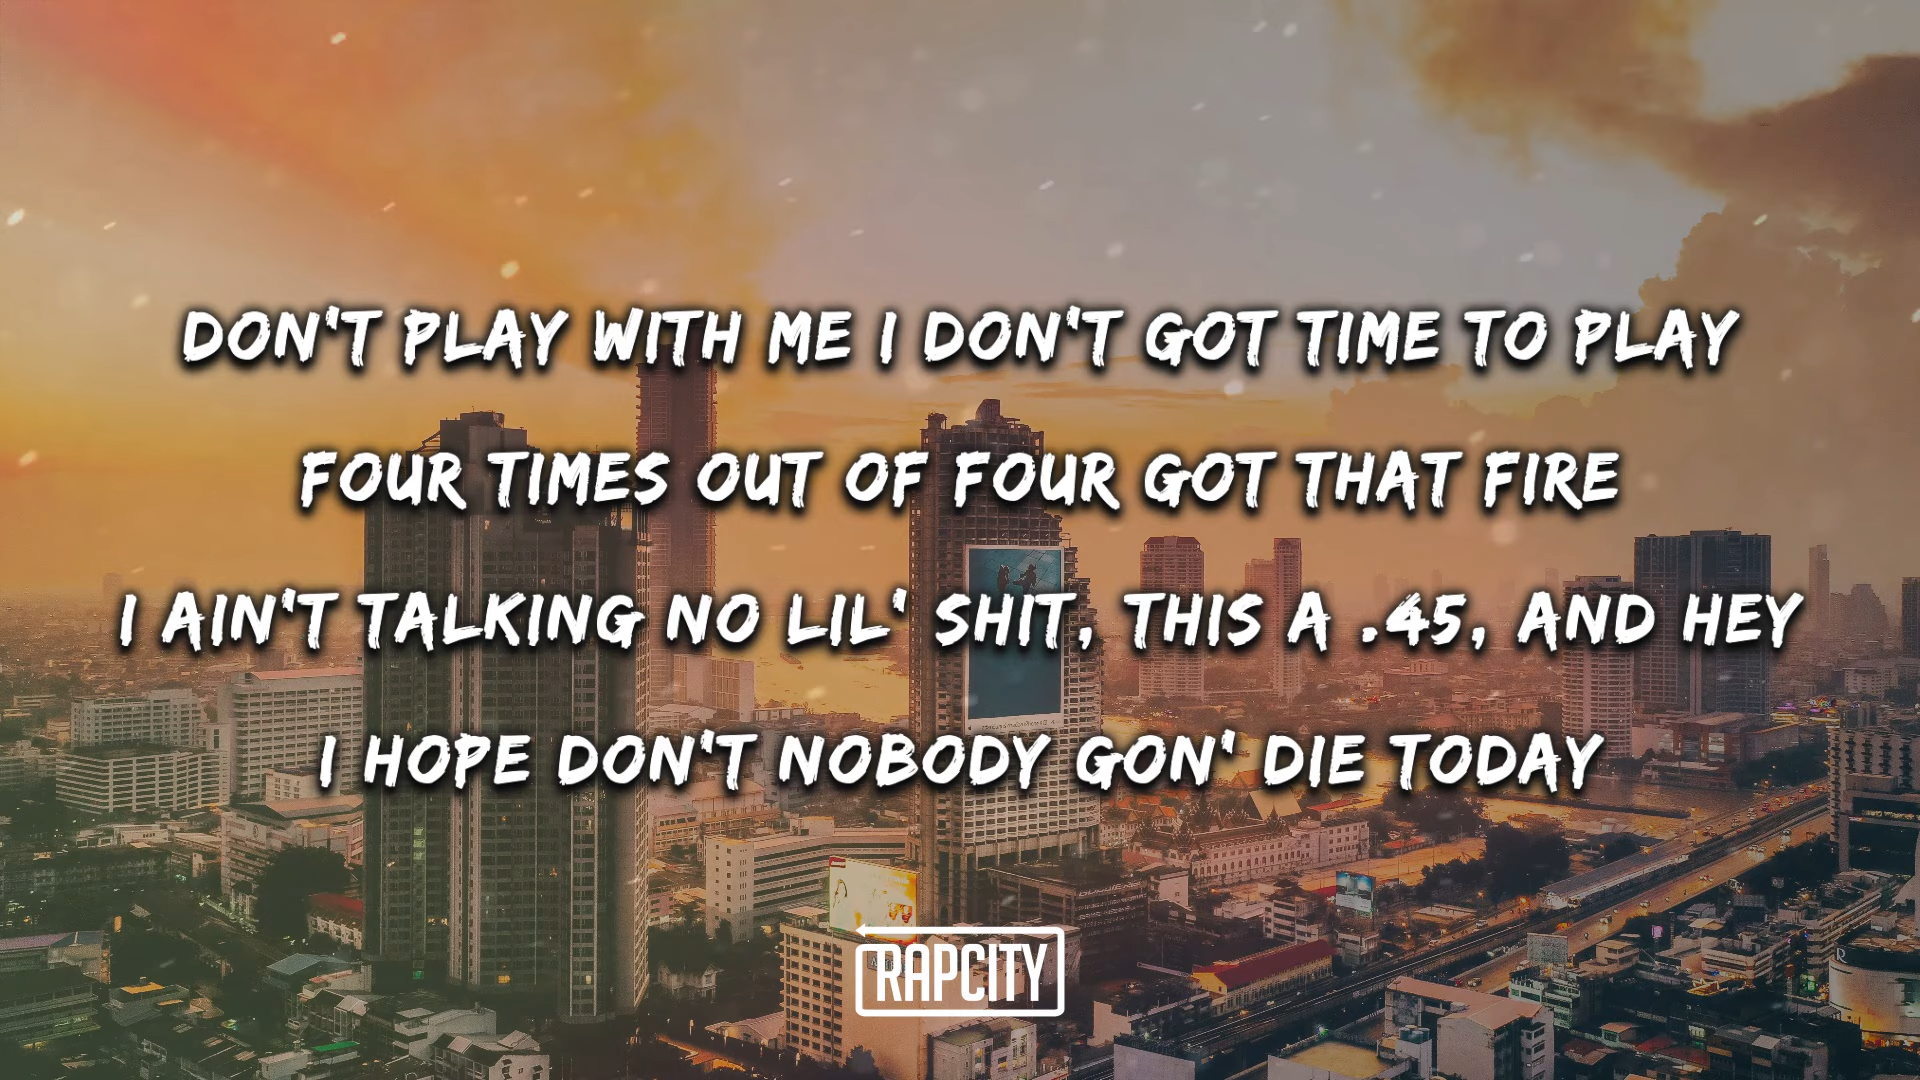 DON'T PLAY WITH ME I DON'T GOT TIME TO PLAY
FOUR TIMES OUT OF FOUR GOT THAT FIRE
I AIN'T TALKING NO LIL' SHIT, THIS A .45, AND HEY
I HOPE DON'T NOBODY GON' DIE TODAY
RAPCITY